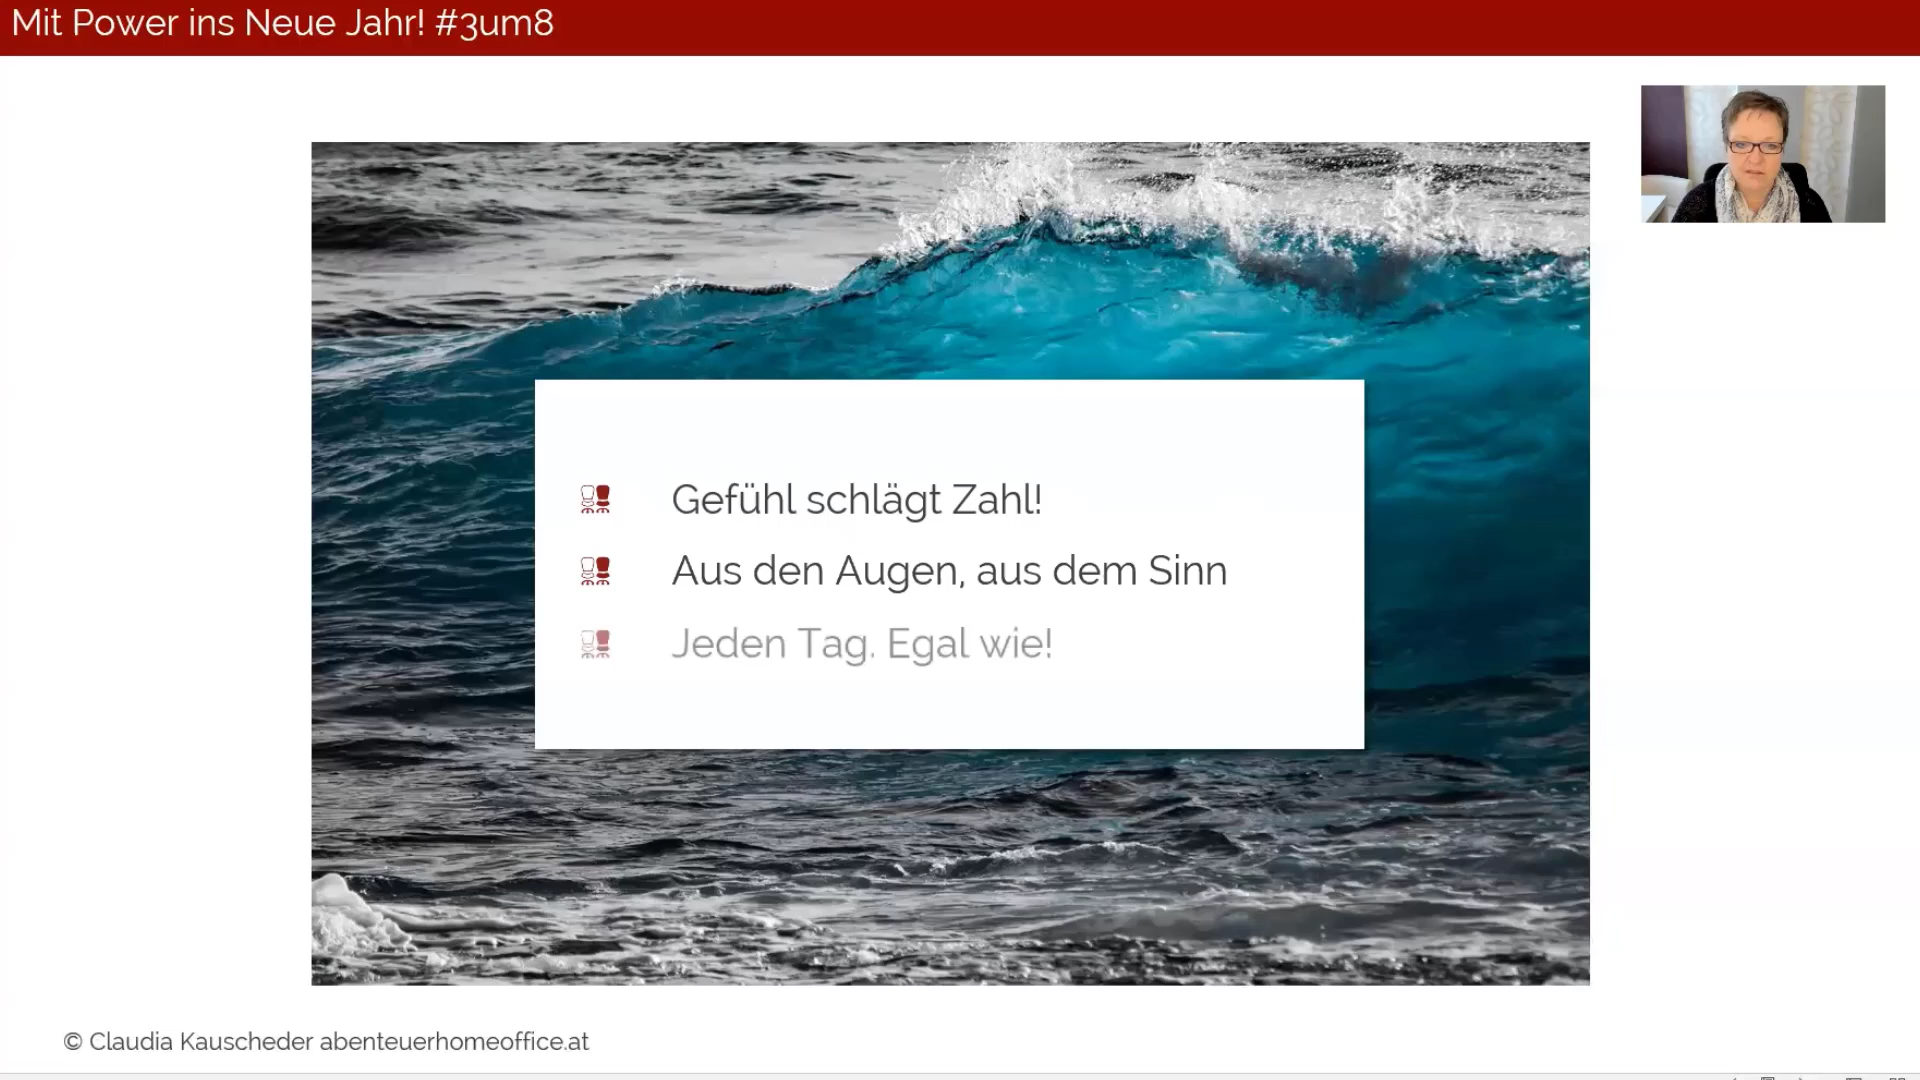 Mit Power ins Neue Jahr! #3um8
Gefühl schlägt Zahl!
Aus den Augen, aus dem Sinn
Jeden Tag. Egal wie!
© Claudia Kauscheder abenteuerhomeoffice.at